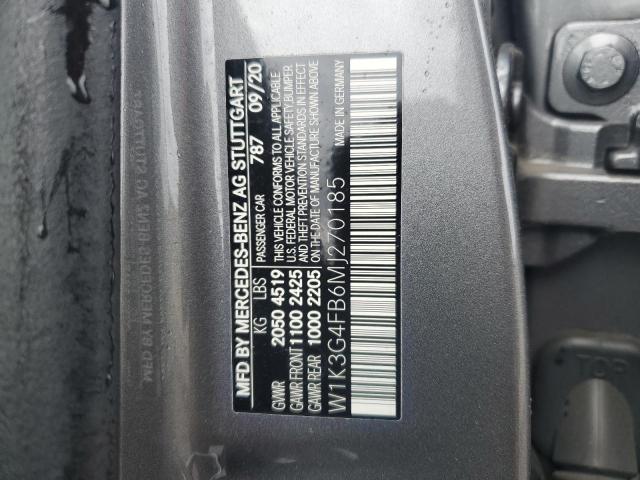 MFD BY MERCEDES-BENZ AG STUTTGART
KG LBS PASSENGER CAR 787 09/20
GVWR 2050 4519 THIS VEHICLE CONFORMS TO ALL APPLICABLE
GAWR FRONT 1100 2425 U.S. FEDERAL MOTOR VEHICLE SAFETY, BUMPER
GAWR REAR 1000 2205 AND THEFT PREVENTION STANDARDS IN EFFECT
ON THE DATE OF MANUFACTURE SHOWN ABOVE
MADE IN GERMANY
W1K3G4FB6MJ270185
TOP